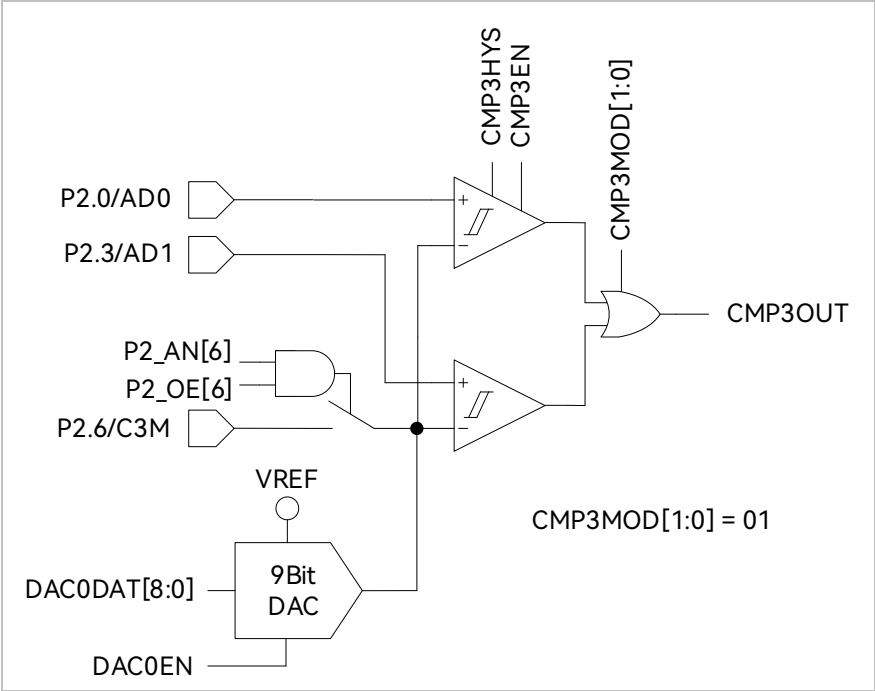 CMP3HYS
CMP3EN
CMP3MOD[1:0]
P2.0/AD0
+
-
P2.3/AD1
CMP3OUT
P2_AN[6]
P2_OE[6]
+
P2.6/C3M
-
VREF
CMP3MOD[1:0] = 01
9Bit
DAC
DAC0DAT[8:0]
DAC0EN